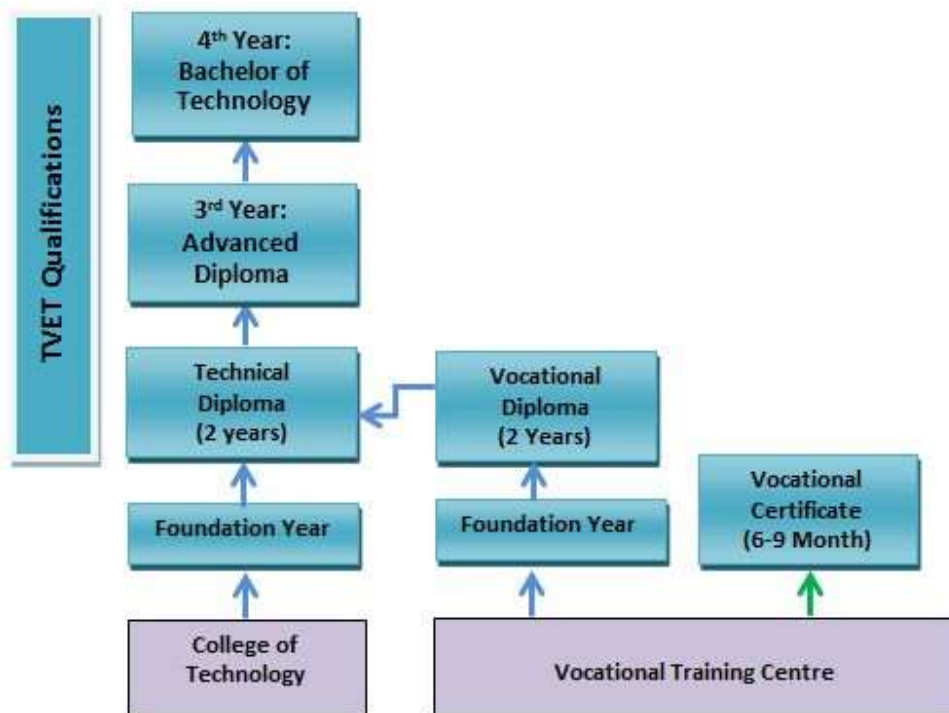 TVET Qualifications
4th Year:
Bachelor of
Technology
3rd Year:
Advanced
Diploma
Technical
Diploma
(2 years)
Vocational
Diploma
(2 Years)
Vocational
Certificate
(6-9 Month)
Foundation Year
Foundation Year
College of
Technology
Vocational Training Centre